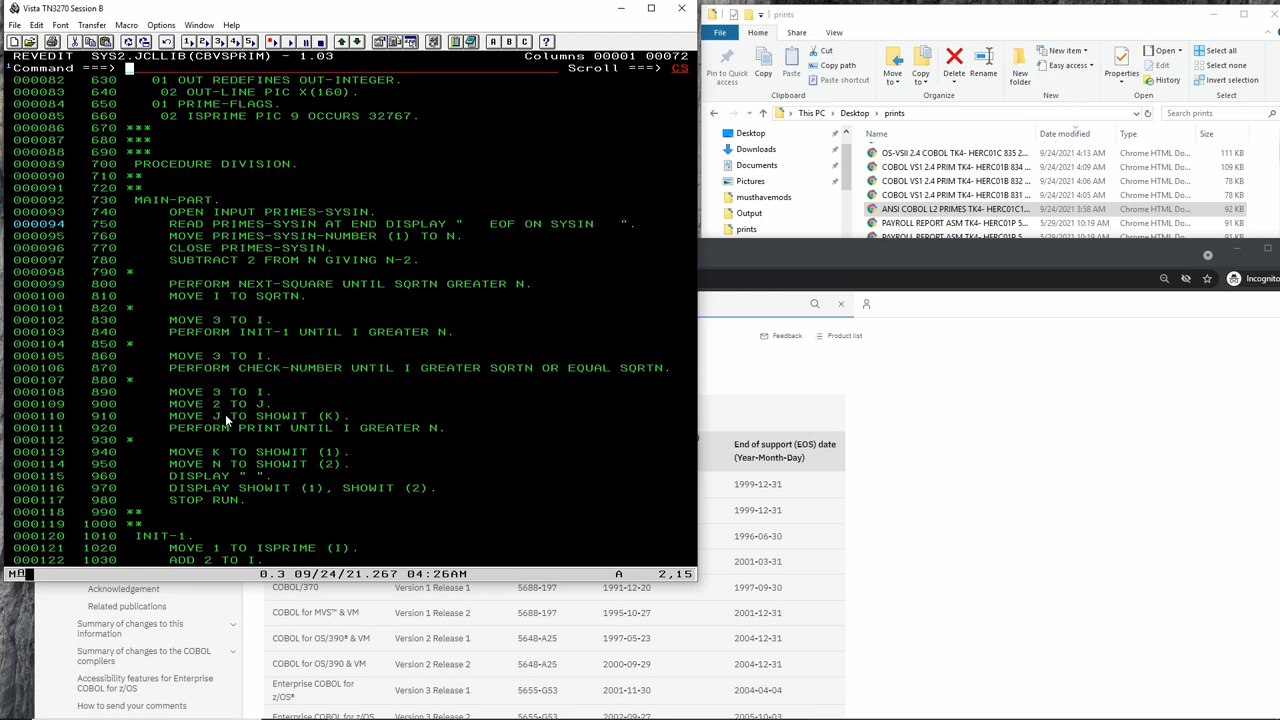 Vista TN3270 Session B
File Edit Font Transfer Macro Options Window Help
REVEDIT SYS2.JCLLIB(CBVSPRIM) - 1.03 Columns 00001 00072
Command ===> Scroll ===> CS
000082 630 01 OUT REDEFINES OUT-INTEGER.
000083 640 02 OUT-LINE PIC X(160).
000084 650 01 PRIME-FLAGS.
000085 660 02 ISPRIME PIC 9 OCCURS 32767.
000086 670 ***
000087 680 ***
000088 690 ***
000089 700 PROCEDURE DIVISION.
000090 710 **
000091 720 **
000092 730 MAIN-PART.
000093 740 OPEN INPUT PRIMES-SYSIN.
000094 750 READ PRIMES-SYSIN AT END DISPLAY " EOF ON SYSIN ".
000095 760 MOVE PRIMES-SYSIN-NUMBER (1) TO N.
000096 770 CLOSE PRIMES-SYSIN.
000097 780 SUBTRACT 2 FROM N GIVING N-2.
000098 790 *
000099 800 PERFORM NEXT-SQUARE UNTIL SQRTN GREATER N.
000100 810 MOVE I TO SQRTN.
000101 820 *
000102 830 MOVE 3 TO I.
000103 840 PERFORM INIT-1 UNTIL I GREATER N.
000104 850 *
000105 860 MOVE 3 TO I.
000106 870 PERFORM CHECK-NUMBER UNTIL I GREATER SQRTN OR EQUAL SQRTN.
000107 880 *
000108 890 MOVE 3 TO I.
000109 900 MOVE 2 TO J.
000110 910 MOVE J TO SHOWIT (K).
000111 920 PERFORM PRINT UNTIL I GREATER N.
000112 930 *
000113 940 MOVE K TO SHOWIT (1).
000114 950 MOVE N TO SHOWIT (2).
000115 960 DISPLAY " ".
000116 970 DISPLAY SHOWIT (1), SHOWIT (2).
000117 980 STOP RUN.
000118 990 **
000119 1000 **
000120 1010 INIT-1.
000121 1020 MOVE 1 TO ISPRIME (I).
000122 1030 ADD 2 TO I.
0.3 09/24/21.267 04:26AM A 2,15
prints
File Home Share View
Pin to Quick Access
Copy
Paste
Cut
Copy path
Paste shortcut
Move to
Copy to
Delete
Rename
New folder
New item
Easy access
Properties
Open
Edit
History
Select all
Select none
Invert selection
Clipboard Organize New Open Select
This PC > Desktop > prints
Search prints
Desktop
Downloads
Documents
Pictures
musthavemods
Output
prints
Name Date modified Type Size
OS-VSII 2.4 COBOL TK4- HERC01C 835 2... 9/24/2021 4:13 AM Chrome HTML Do... 111 KB
COBOL VS1 2.4 PRIM TK4- HERC01B 834 ... 9/24/2021 4:09 AM Chrome HTML Do... 78 KB
COBOL VS1 2.4 PRIM TK4- HERC01B 832 ... 9/24/2021 4:06 AM Chrome HTML Do... 78 KB
ANSI COBOL L2 PRIMES TK4- HERC01C1... 9/24/2021 3:58 AM Chrome HTML Do... 92 KB
PAYROLL REPORT ASM TK4- HERC01P 5... 5/29/2021 4:39 AM Chrome HTML Do...
Incognito
Feedback Product list
End of support (EOS) date
(Year-Month-Day)
1999-12-31
1999-12-31
1996-06-30
2001-03-31
Acknowledgement
Related publications
Summary of changes to this information
Summary of changes to the COBOL compilers
Accessibility features for Enterprise COBOL for z/OS
How to send your comments
COBOL/370 Version 1 Release 1 5688-197 1991-12-31 1997-09-30
COBOL for MVS™ & VM Version 1 Release 2 5688-197 1995-10-27 2001-12-31
COBOL for OS/390® & VM Version 2 Release 1 5648-A25 1997-05-23 2004-12-31
COBOL for OS/390 & VM Version 2 Release 2 5648-A25 2000-09-29 2004-12-31
Enterprise COBOL for z/OS® Version 3 Release 1 5655-G53 2001-11-30 2004-04-04
Enterprise COBOL for Version 3 Release 2 5655-G53 2002-09-27 2005-10-03